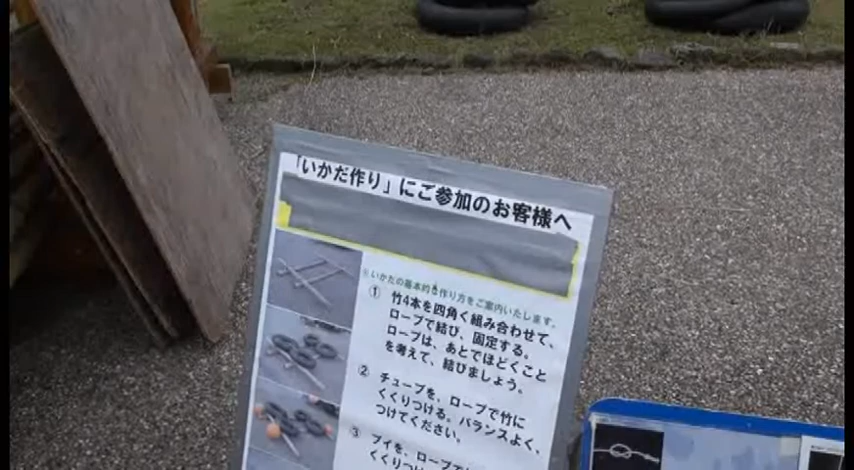 「いかだ作り」にご参加のお客様へ
※いかだの基本的な作り方をご案内いたします。
① 竹4本を四角く組み合わせて、
ロープで結び、固定する。
ロープは、あとでほどくこと
を考えて、結びましょう。
② チューブを、ロープで竹に
くくりつける。バランスよく、
つけてください。
③ ブイを、ロープで
くくりつ